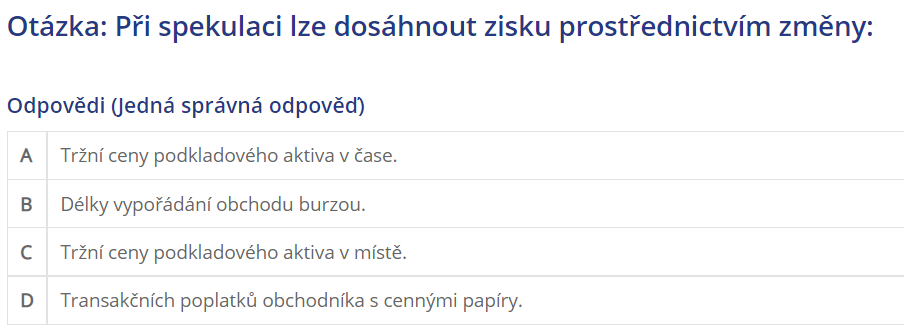 Otázka: Při spekulaci lze dosáhnout zisku prostřednictvím změny:
Odpovědi (Jedná správná odpověď)
A Tržní ceny podkladového aktiva v čase.
B Délky vypořádání obchodu burzou.
C Tržní ceny podkladového aktiva v místě.
D Transakčních poplatků obchodníka s cennými papíry.